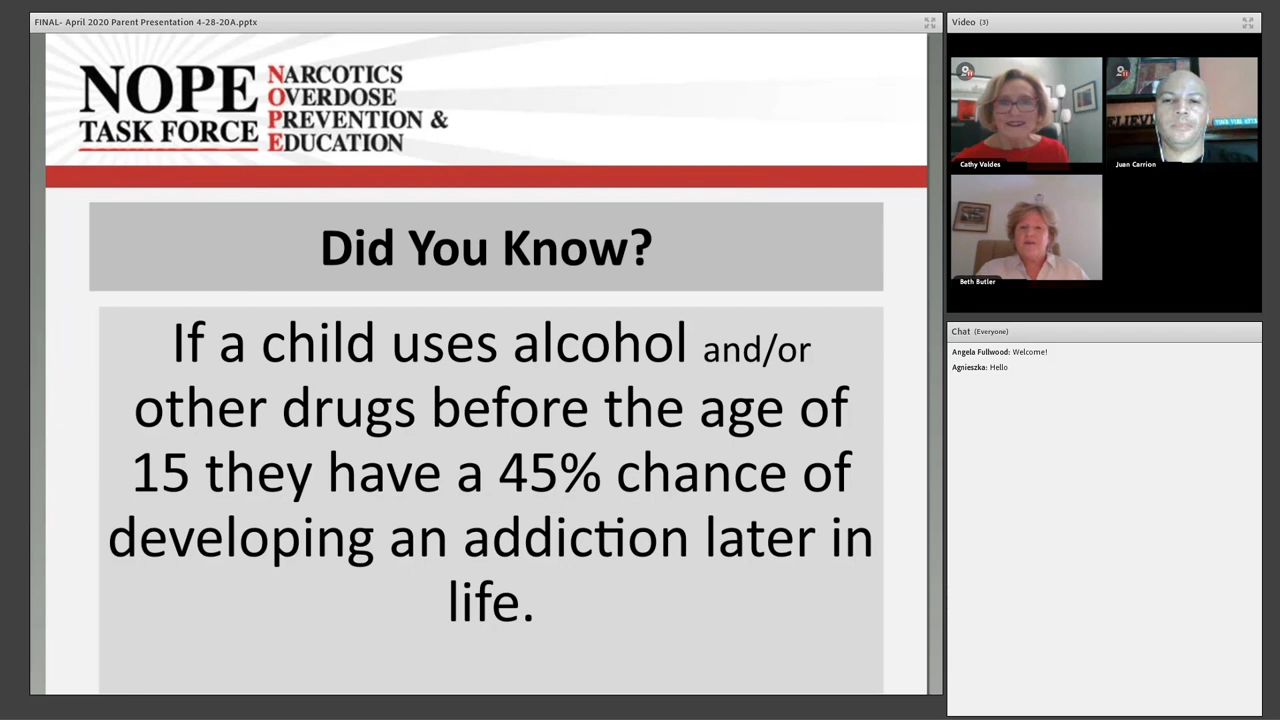 FINAL- April 2020 Parent Presentation 4-28-20A.pptx
NOPE
TASK FORCE
NARCOTICS
OVERDOSE
PREVENTION &
EDUCATION
Did You Know?
If a child uses alcohol and/or
other drugs before the age of
15 they have a 45% chance of
developing an addiction later in
life.
Video (3)
Cathy Valdes
Juan Carrion
Beth Butler
Chat (Everyone)
Angela Fullwood: Welcome!
Agnieszka: Hello